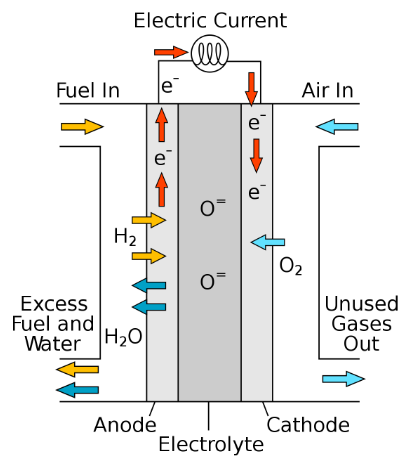 Electric Current
Fuel In
e⁻
Air In
e⁻
e⁻
e⁻
O⁼
H₂
O₂
O⁼
Excess
Fuel and
Water
H₂O
Unused
Gases
Out
Anode
Cathode
Electrolyte